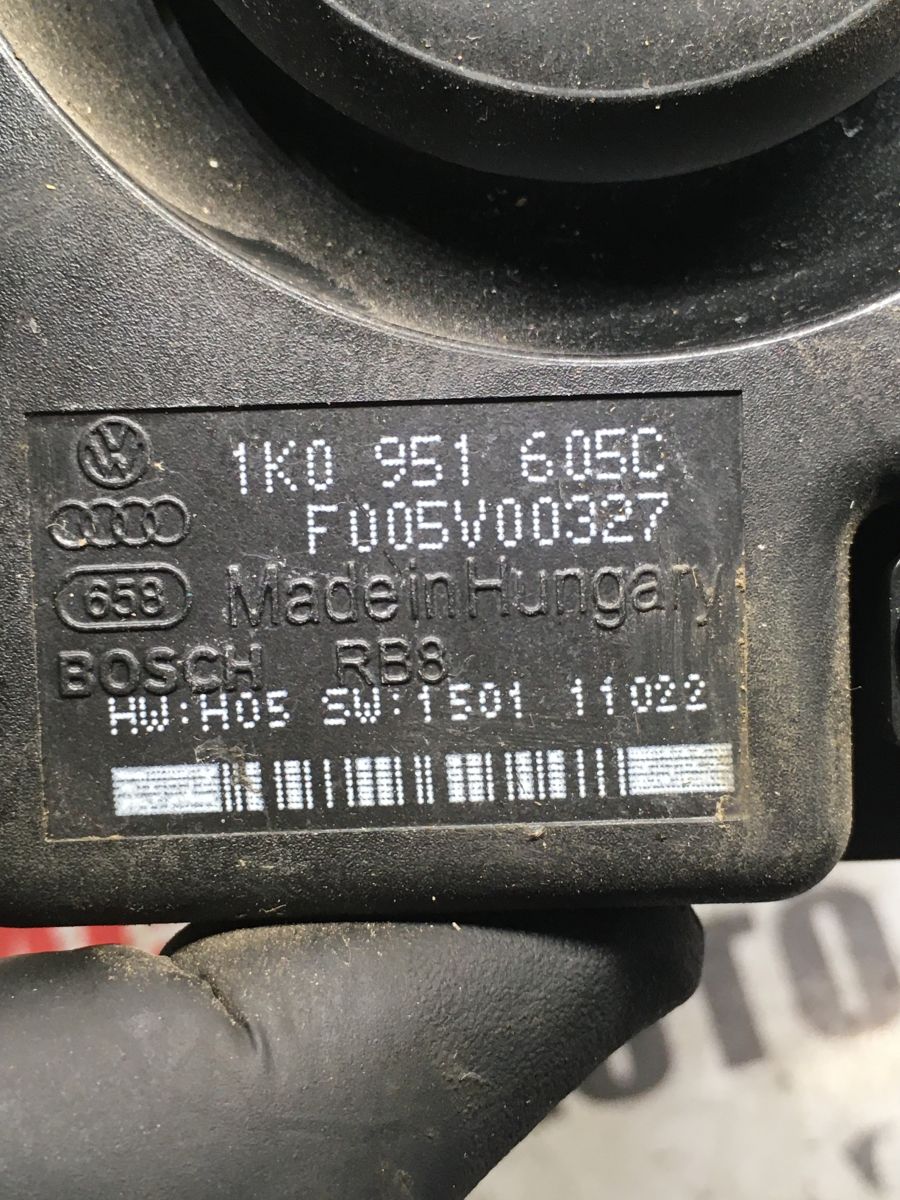 1K0 951 605C
F005V00327
658 Made in Hungary
BOSCH RB8
HW:H05 SW:1501 11022